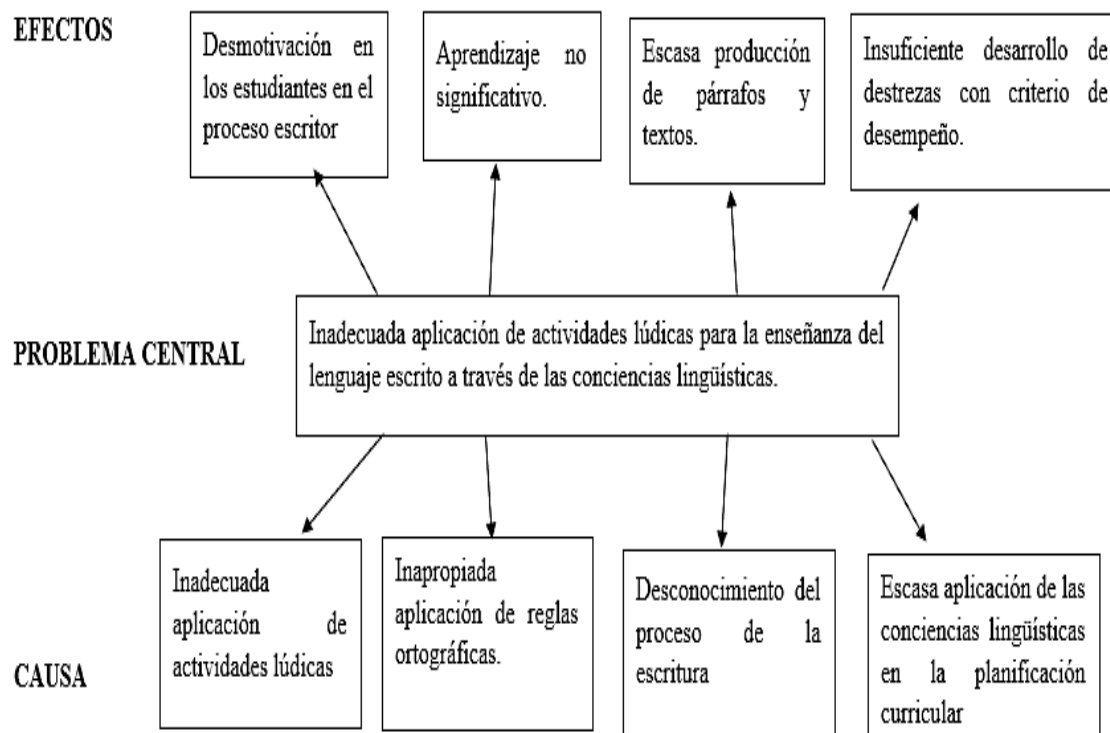 EFECTOS
Desmotivación en
los estudiantes en el
proceso escritor
Aprendizaje no
significativo.
Escasa producción
de párrafos y
textos.
Insuficiente desarrollo de
destrezas con criterio de
desempeño.
PROBLEMA CENTRAL
Inadecuada aplicación de actividades lúdicas para la enseñanza del
lenguaje escrito a través de las conciencias lingüísticas.
CAUSA
Inadecuada
aplicación de
actividades lúdicas
Inapropiada
aplicación de reglas
ortográficas.
Desconocimiento del
proceso de la
escritura
Escasa aplicación de las
conciencias lingüísticas
en la planificación
curricular